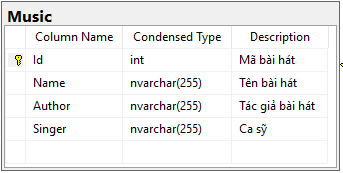 Music
Column Name Condensed Type Description
Id int Mã bài hát
Name nvarchar(255) Tên bài hát
Author nvarchar(255) Tác giả bài hát
Singer nvarchar(255) Ca sỹ